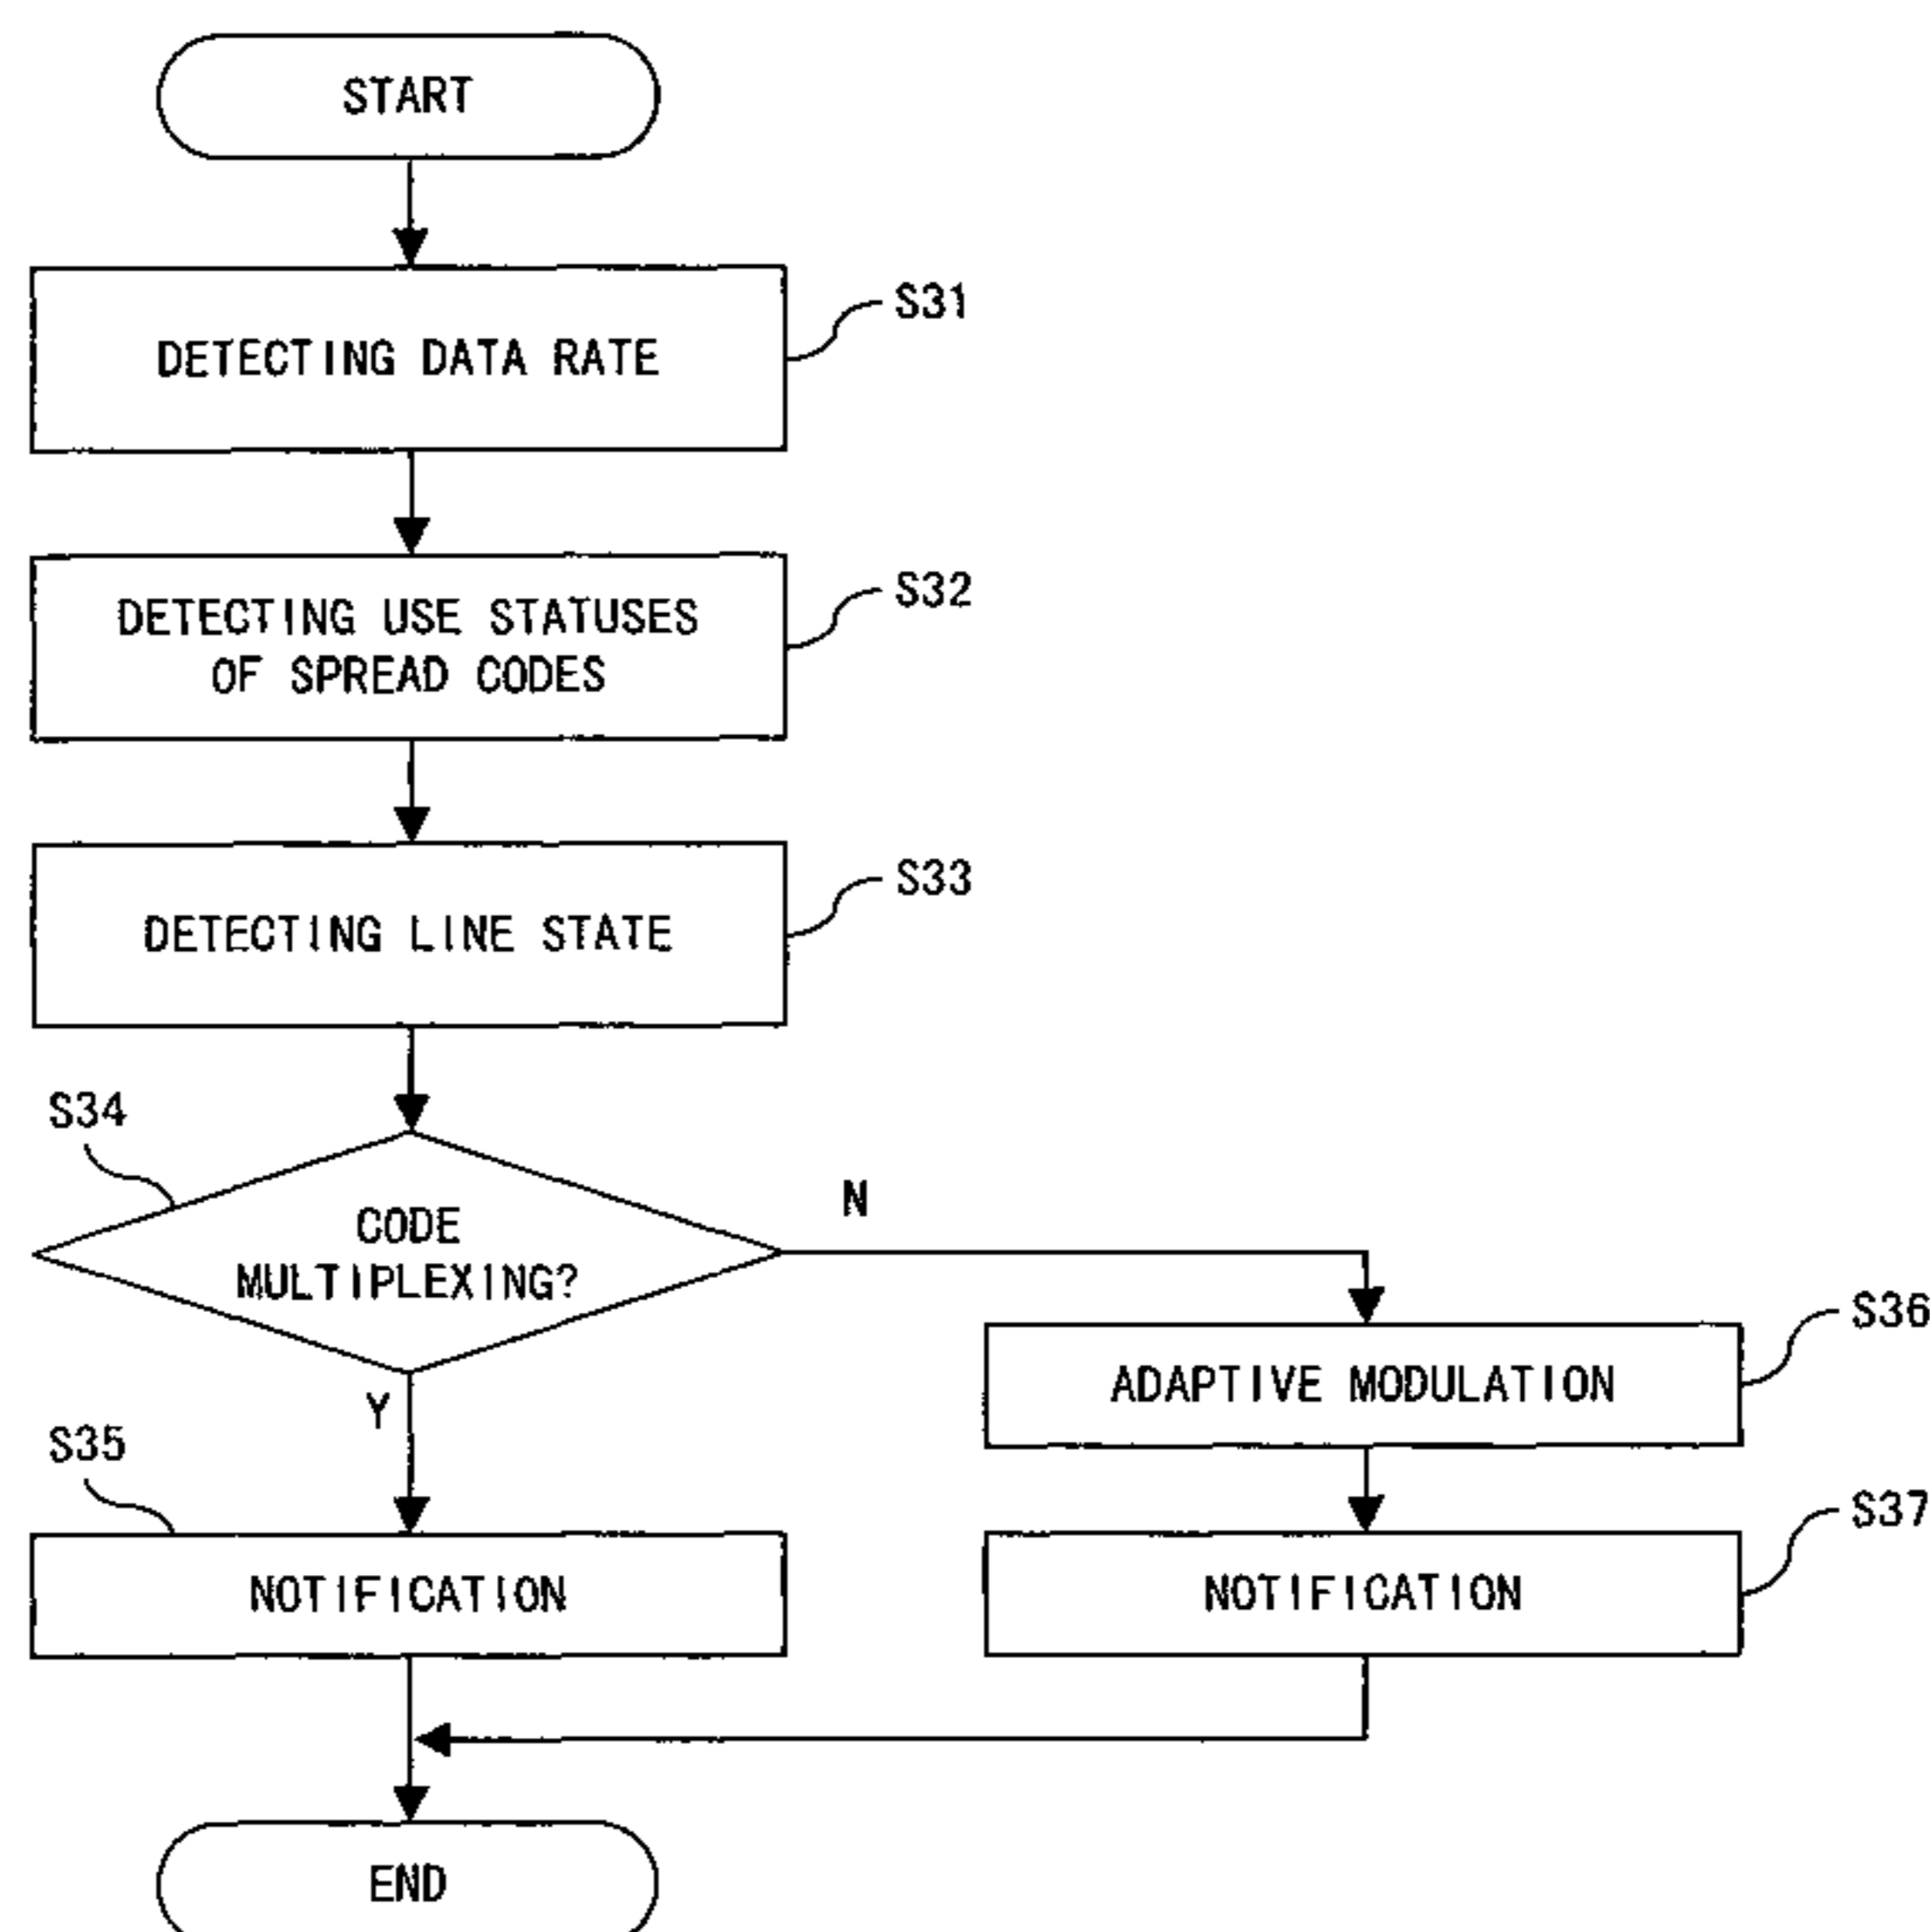 START
DETECTING DATA RATE
S31
DETECTING USE STATUSES
OF SPREAD CODES
S32
DETECTING LINE STATE
S33
S34
CODE
MULTIPLEXING?
N
Y
S36
ADAPTIVE MODULATION
S35
NOTIFICATION
S37
NOTIFICATION
END